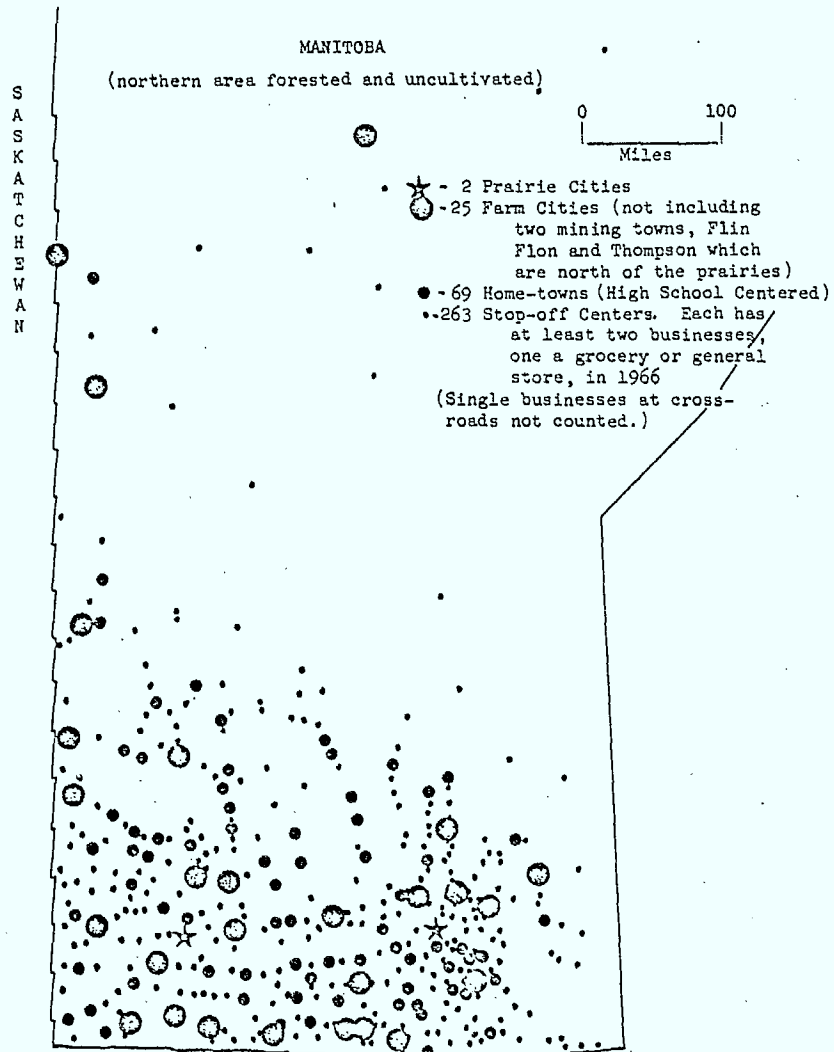 MANITOBA
(northern area forested and uncultivated)
SASKATCHEWAN
0 100
Miles
- 2 Prairie Cities
-25 Farm Cities (not including
two mining towns, Flin
Flon and Thompson which
are north of the prairies)
- 69 Home-towns (High School Centered)
-263 Stop-off Centers. Each has
at least two businesses,
one a grocery or general
store, in 1966
(Single businesses at cross-
roads not counted.)